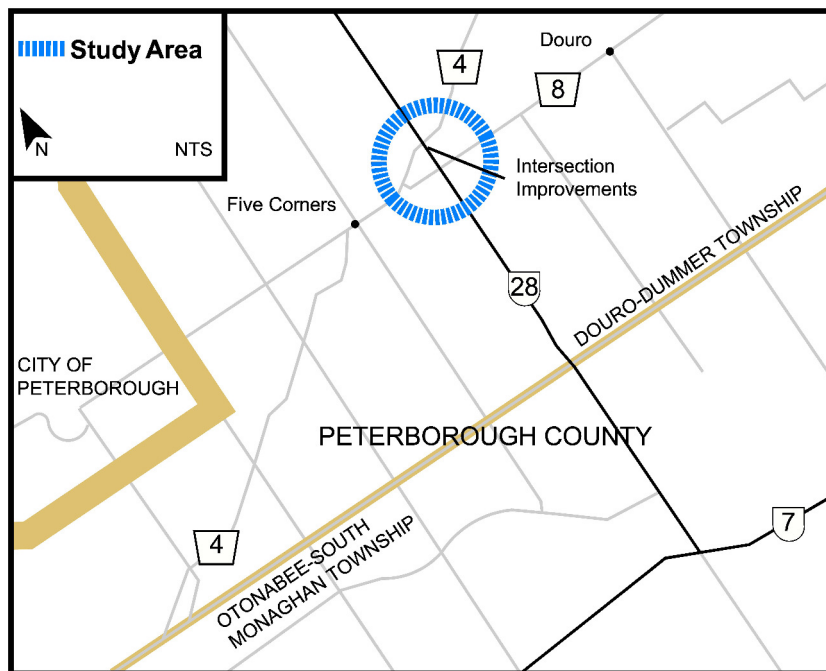 Study Area
N
NTS
4
Douro
8
Intersection
Improvements
Five Corners
28
DOURO-DUMMER TOWNSHIP
CITY OF
PETERBOROUGH
PETERBOROUGH COUNTY
4
7
OTONABEE-SOUTH
MONAGHAN TOWNSHIP